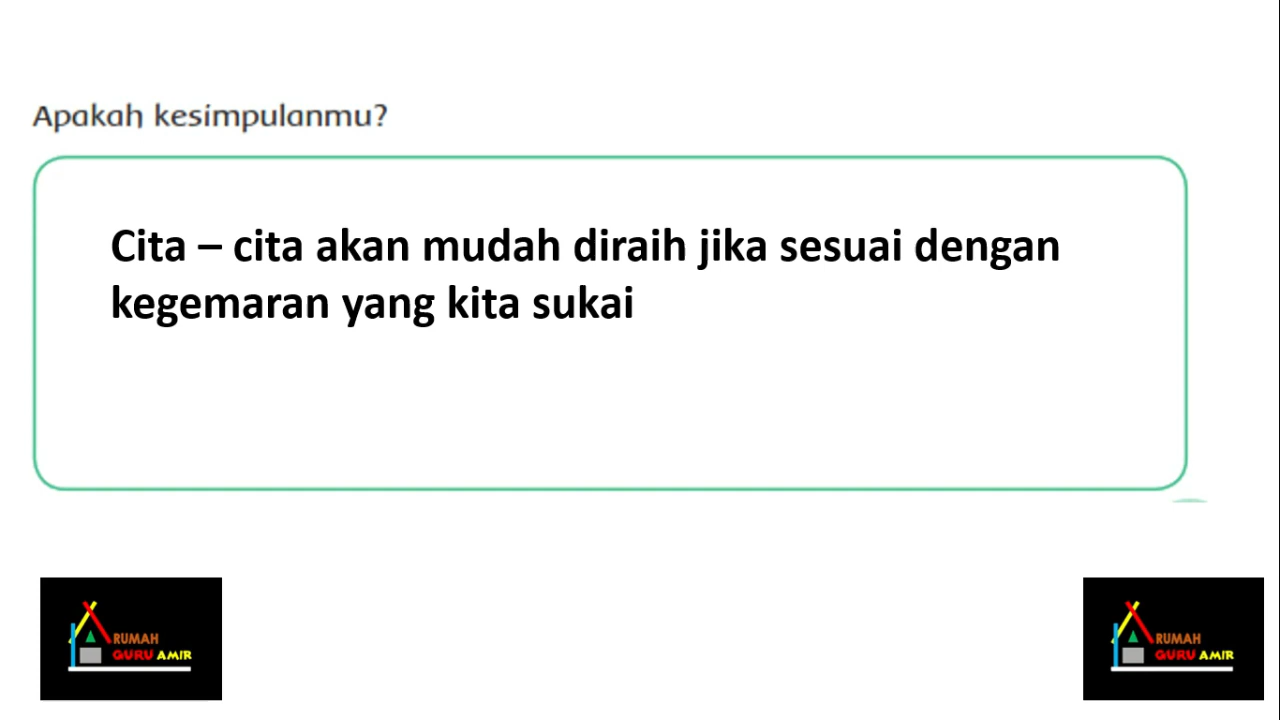 Apakah kesimpulanmu?
Cita – cita akan mudah diraih jika sesuai dengan
kegemaran yang kita sukai
RUMAH
GURU AMIR
RUMAH
GURU AMIR